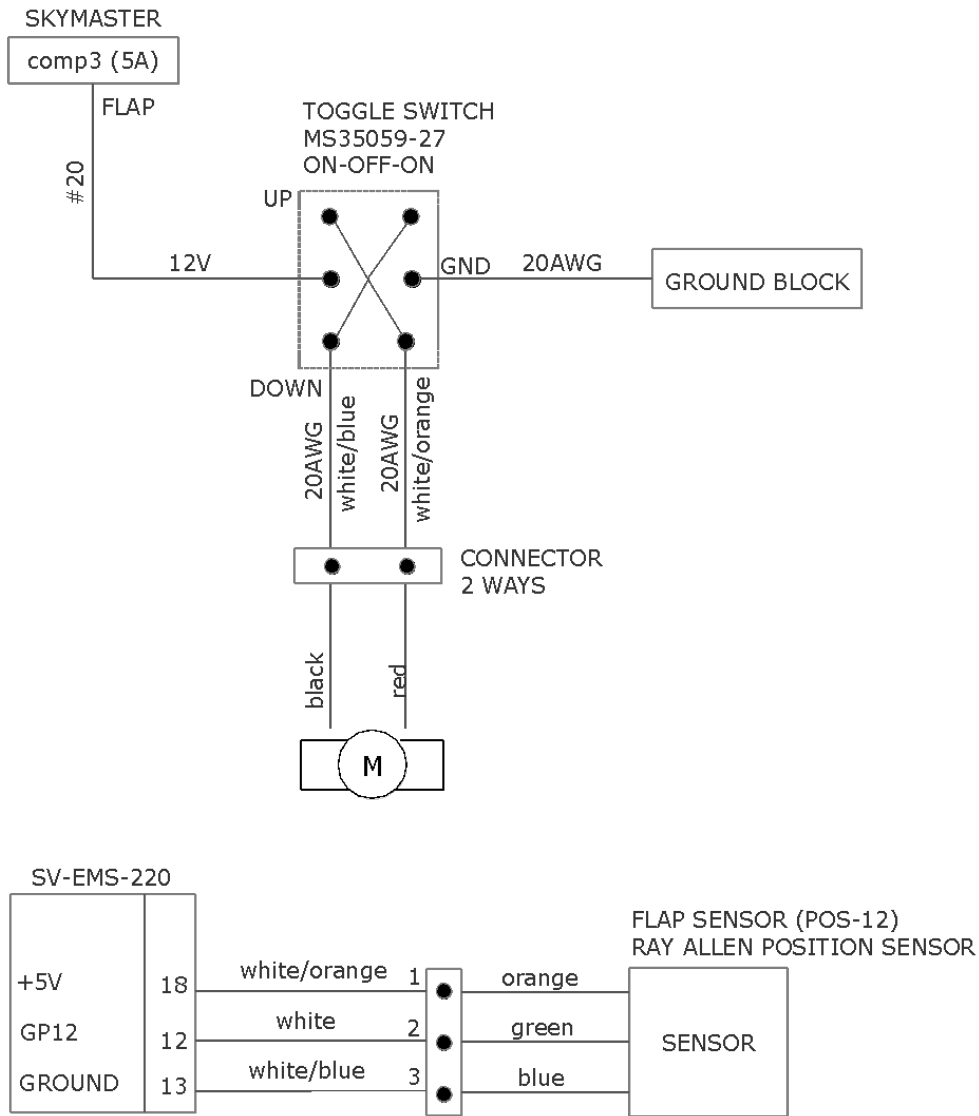 SKYMASTER
comp3 (5A)
FLAP
#20
TOGGLE SWITCH
MS35059-27
ON-OFF-ON
UP
12V
GND
20AWG
GROUND BLOCK
DOWN
20AWG
white/blue
20AWG
white/orange
CONNECTOR
2 WAYS
black
red
M
SV-EMS-220
FLAP SENSOR (POS-12)
RAY ALLEN POSITION SENSOR
+5V
18
white/orange
1
orange
GP12
12
white
2
green
SENSOR
GROUND
13
white/blue
3
blue